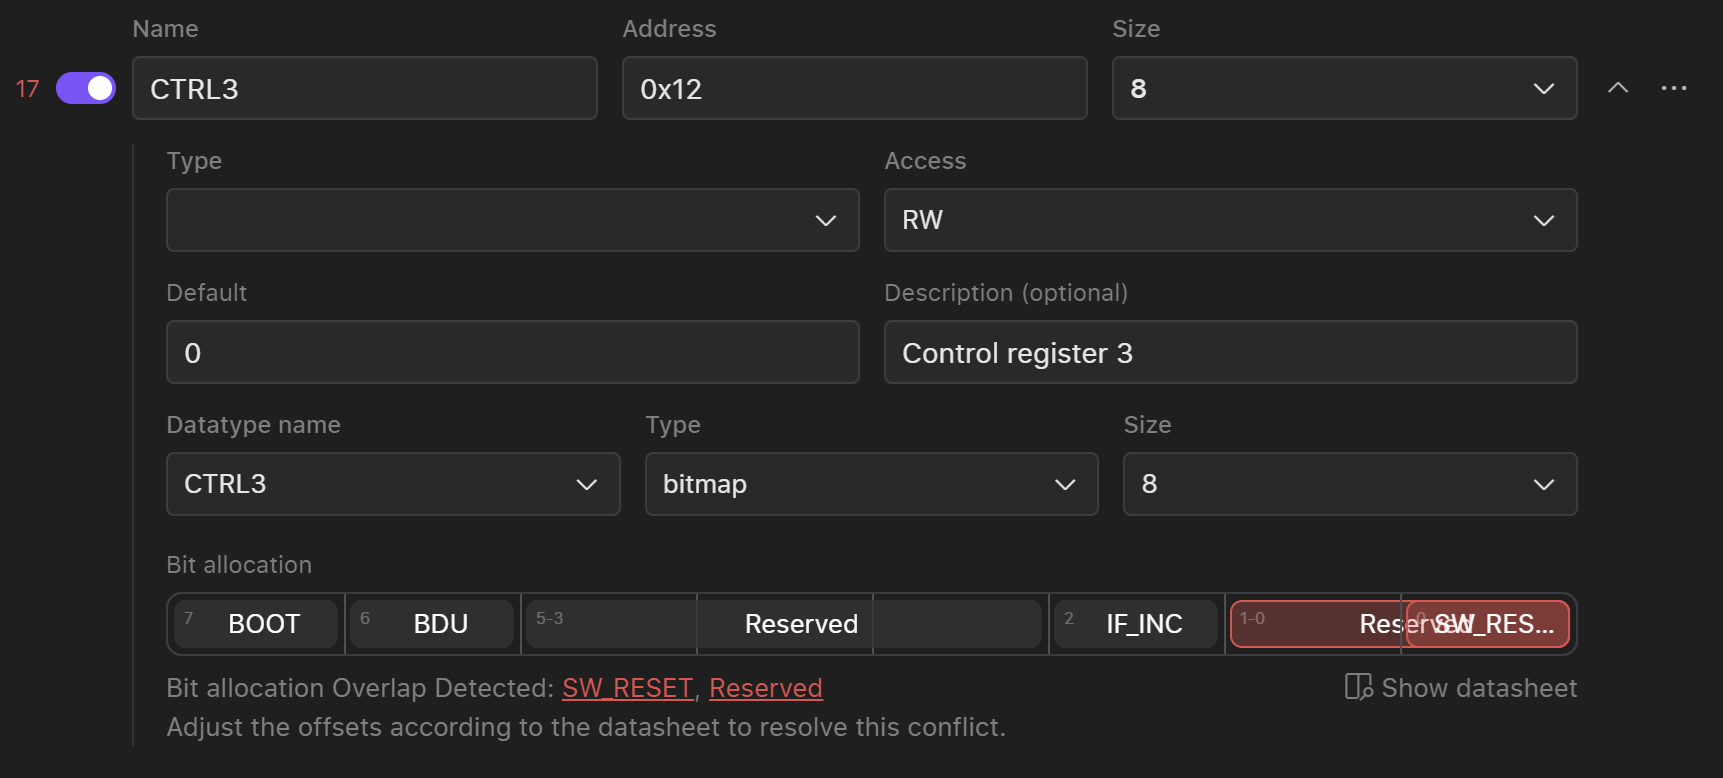 Name Address Size
17 CTRL3 0x12 8
Type Access
RW
Default Description (optional)
0 Control register 3
Datatype name Type Size
CTRL3 bitmap 8
Bit allocation
7 BOOT 6 BDU 5-3 Reserved 2 IF_INC 1-0 Reserved 0 SW_RES...
Bit allocation Overlap Detected: SW_RESET, Reserved Show datasheet
Adjust the offsets according to the datasheet to resolve this conflict.